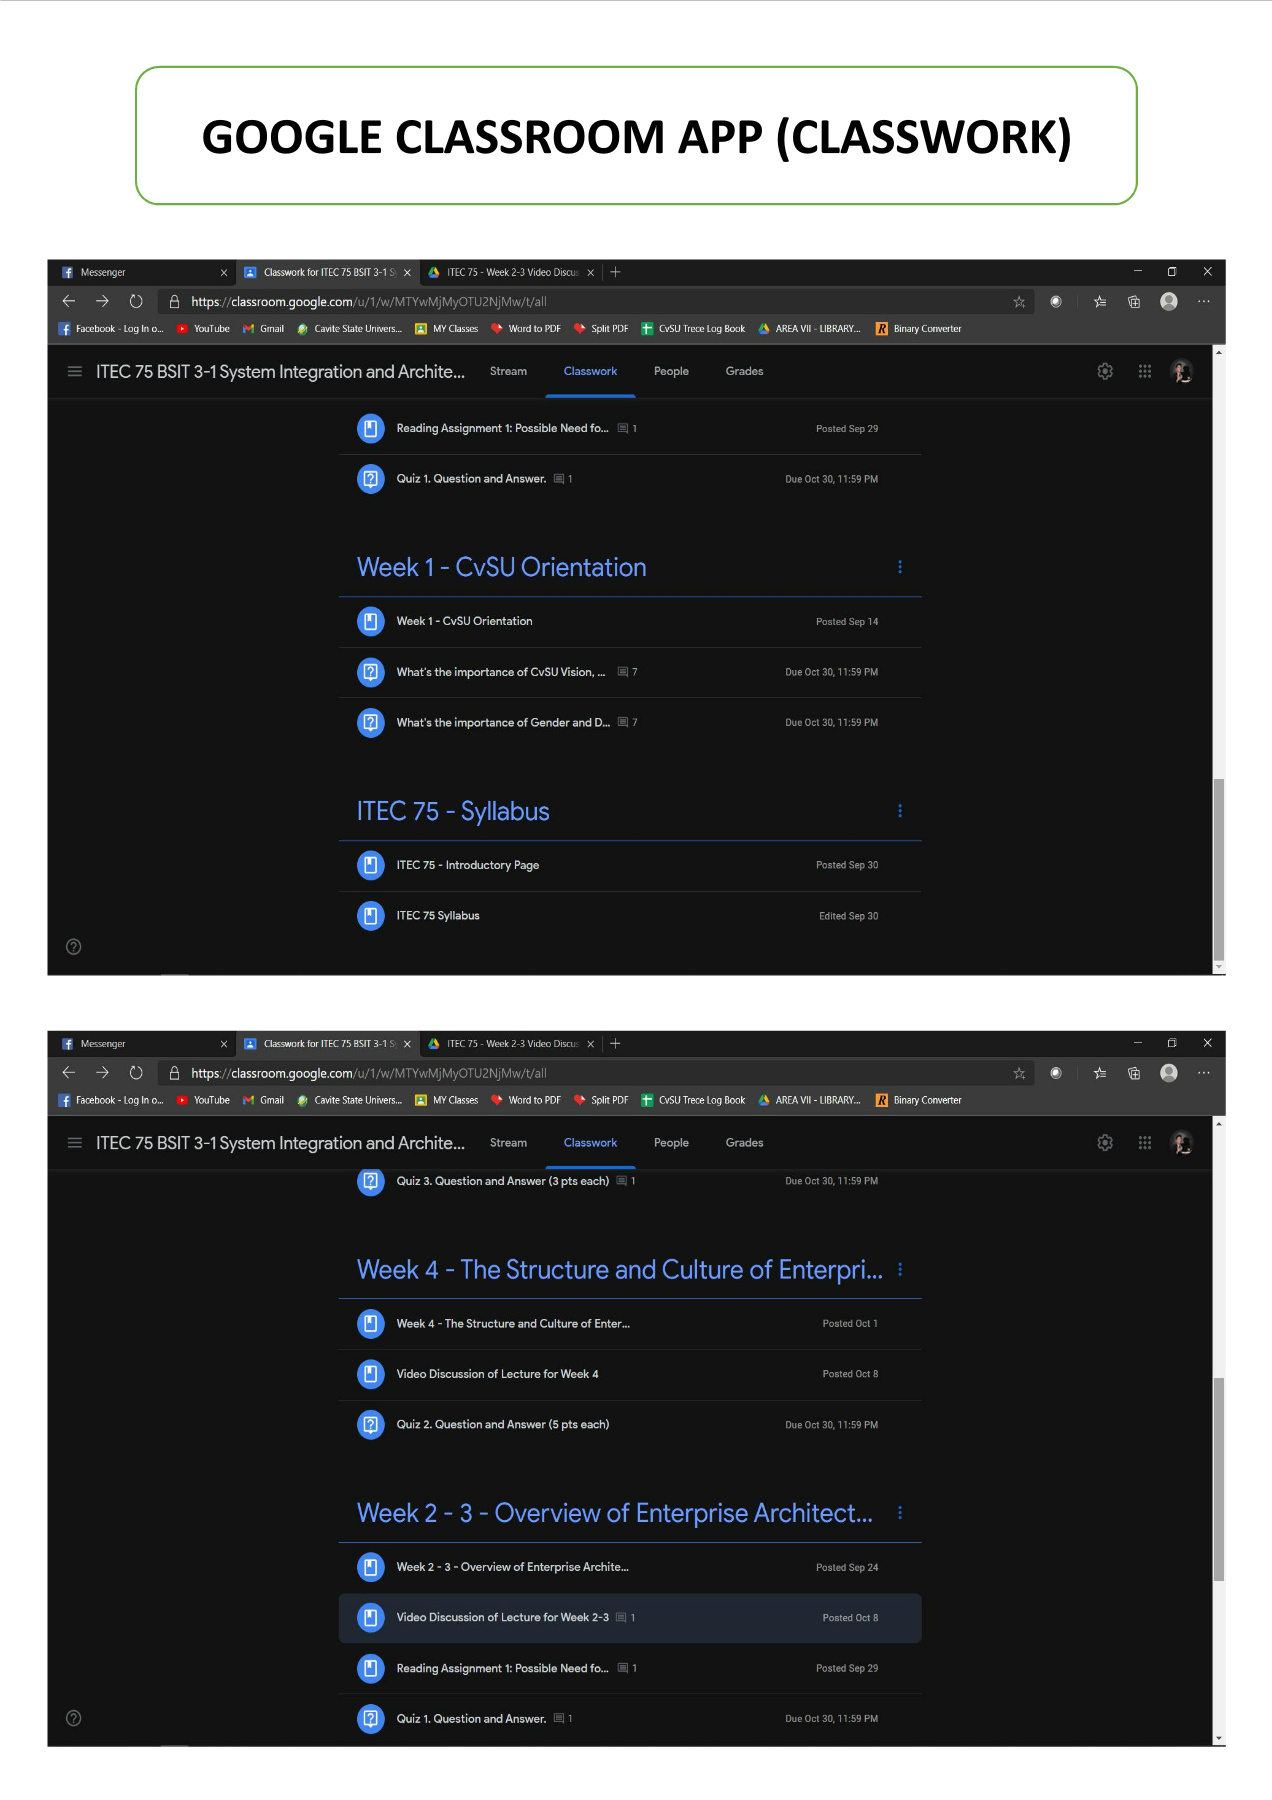 GOOGLE CLASSROOM APP (CLASSWORK)
Messenger
Classwork for ITEC 75 BSIT 3-1 S
ITEC 75 - Week 2-3 Video Discus
https://classroom.google.com/u/1/w/MTYwMjMyOTU2NjMw/t/all
Facebook - Log In o... YouTube Gmail Cavite State Univers... MY Classes Word to PDF Split PDF CvSU Trece Log Book AREA VII - LIBRARY... Binary Converter
ITEC 75 BSIT 3-1 System Integration and Archite... Stream Classwork People Grades
Reading Assignment 1: Possible Need fo... 1 Posted Sep 29
Quiz 1. Question and Answer. 1 Due Oct 30, 11:59 PM
Week 1 - CvSU Orientation
Week 1 - CvSU Orientation Posted Sep 14
What's the importance of CvSU Vision, ... 7 Due Oct 30, 11:59 PM
What's the importance of Gender and D... 7 Due Oct 30, 11:59 PM
ITEC 75 - Syllabus
ITEC 75 - Introductory Page Posted Sep 30
ITEC 75 Syllabus Edited Sep 30
Messenger
Classwork for ITEC 75 BSIT 3-1 S
ITEC 75 - Week 2-3 Video Discus
https://classroom.google.com/u/1/w/MTYwMjMyOTU2NjMw/t/all
Facebook - Log In o... YouTube Gmail Cavite State Univers... MY Classes Word to PDF Split PDF CvSU Trece Log Book AREA VII - LIBRARY... Binary Converter
ITEC 75 BSIT 3-1 System Integration and Archite... Stream Classwork People Grades
Quiz 3. Question and Answer (3 pts each) 1 Due Oct 30, 11:59 PM
Week 4 - The Structure and Culture of Enterpri...
Week 4 - The Structure and Culture of Enter... Posted Oct 1
Video Discussion of Lecture for Week 4 Posted Oct 8
Quiz 2. Question and Answer (5 pts each) Due Oct 30, 11:59 PM
Week 2 - 3 - Overview of Enterprise Architect...
Week 2 - 3 - Overview of Enterprise Archite... Posted Sep 24
Video Discussion of Lecture for Week 2-3 1 Posted Oct 8
Reading Assignment 1: Possible Need fo... 1 Posted Sep 29
Quiz 1. Question and Answer. 1 Due Oct 30, 11:59 PM